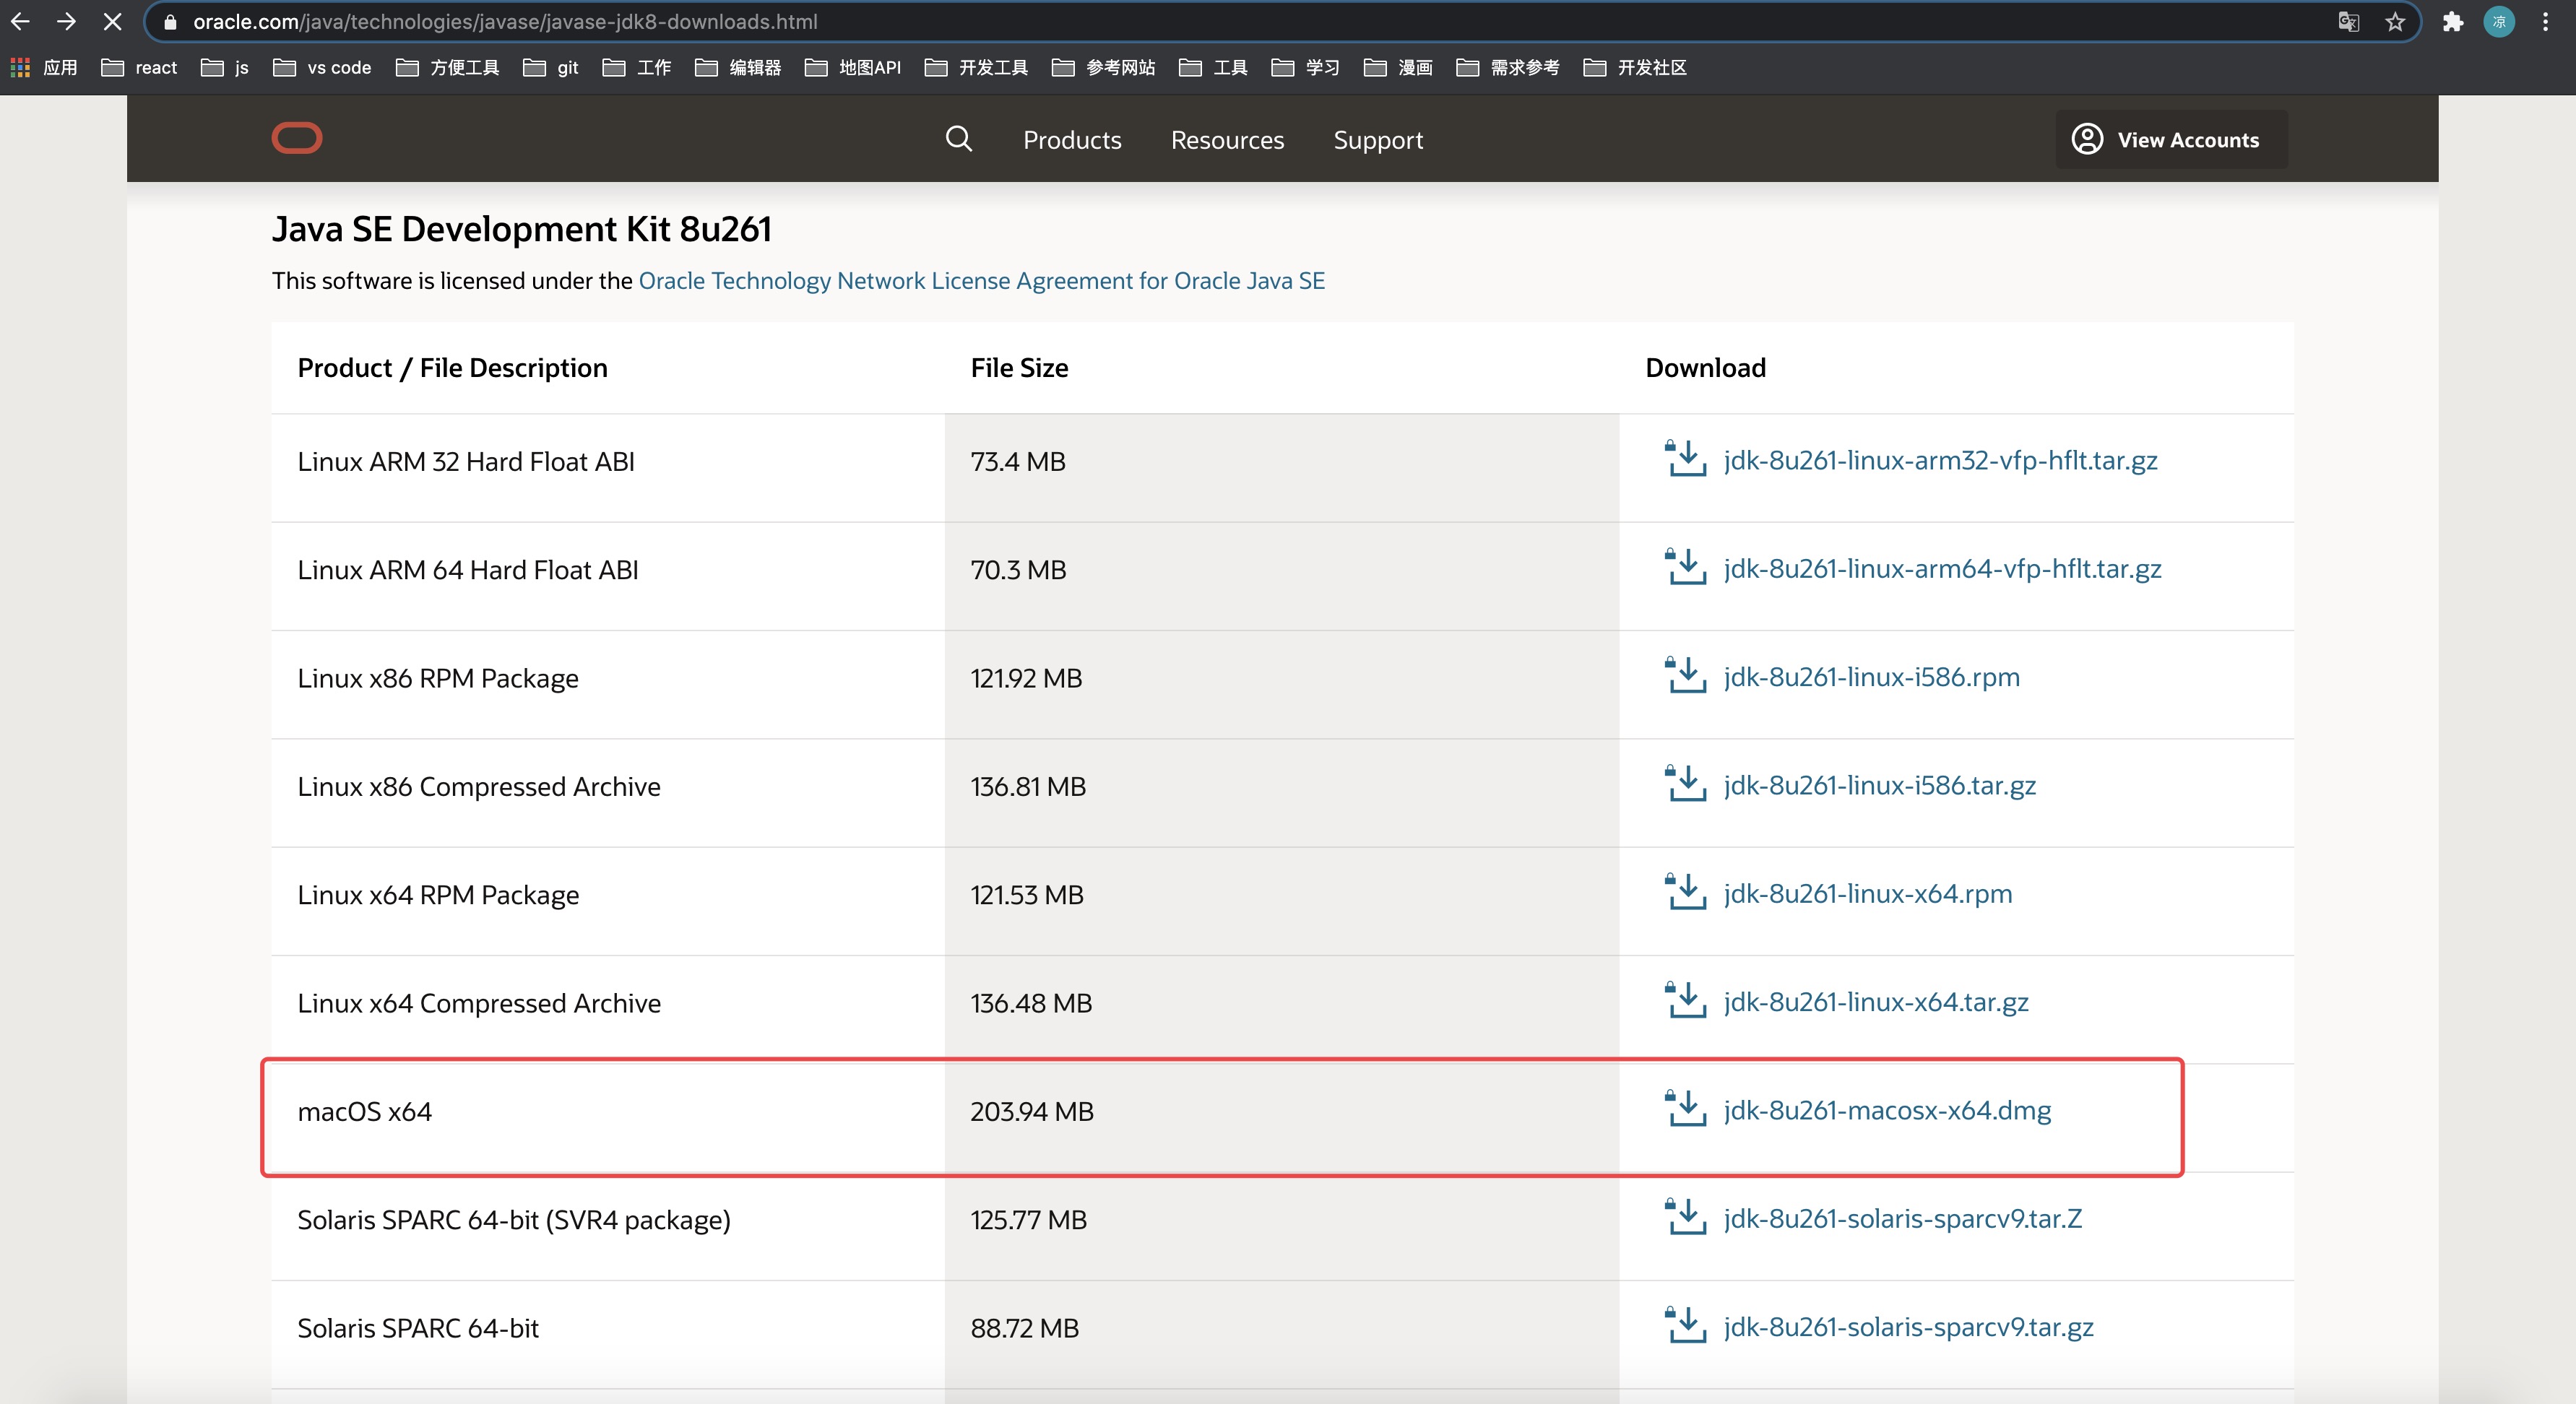 oracle.com/java/technologies/javase/javase-jdk8-downloads.html
凉
应用 react js vs code 方便工具 git 工作 编辑器 地图API 开发工具 参考网站 工具 学习 漫画 需求参考 开发社区
Products Resources Support View Accounts
Java SE Development Kit 8u261
This software is licensed under the Oracle Technology Network License Agreement for Oracle Java SE
Product / File Description File Size Download
Linux ARM 32 Hard Float ABI 73.4 MB jdk-8u261-linux-arm32-vfp-hflt.tar.gz
Linux ARM 64 Hard Float ABI 70.3 MB jdk-8u261-linux-arm64-vfp-hflt.tar.gz
Linux x86 RPM Package 121.92 MB jdk-8u261-linux-i586.rpm
Linux x86 Compressed Archive 136.81 MB jdk-8u261-linux-i586.tar.gz
Linux x64 RPM Package 121.53 MB jdk-8u261-linux-x64.rpm
Linux x64 Compressed Archive 136.48 MB jdk-8u261-linux-x64.tar.gz
macOS x64 203.94 MB jdk-8u261-macosx-x64.dmg
Solaris SPARC 64-bit (SVR4 package) 125.77 MB jdk-8u261-solaris-sparcv9.tar.Z
Solaris SPARC 64-bit 88.72 MB jdk-8u261-solaris-sparcv9.tar.gz